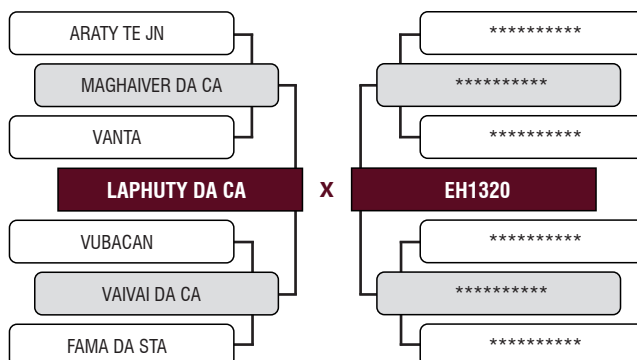 ARATY TE JN
MAGHAIVER DA CA
VANTA
LAPHUTY DA CA
VUBACAN
VAIVAI DA CA
FAMA DA STA
X
**********
**********
**********
EH1320
**********
**********
**********